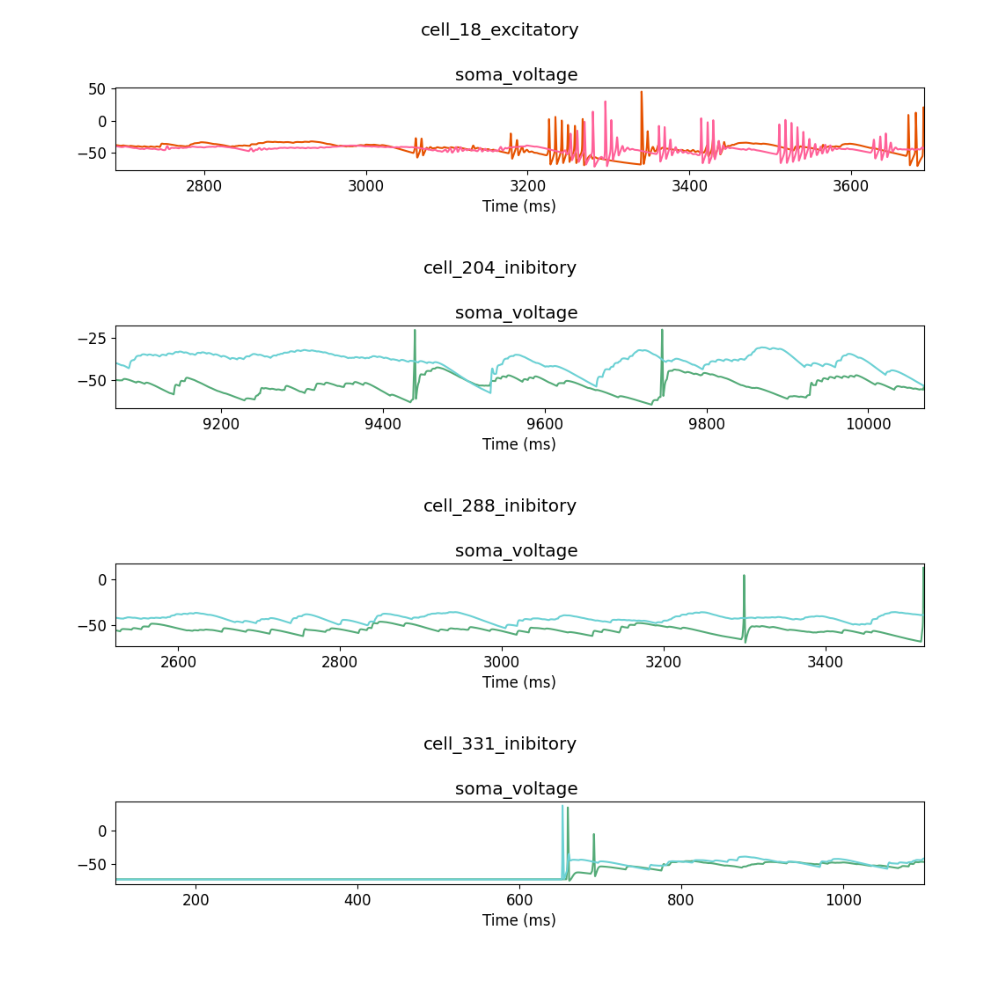 cell_18_excitatory
soma_voltage
50
0
−50
2800 3000 3200 3400 3600
Time (ms)
cell_204_inibitory
soma_voltage
−25
−50
9200 9400 9600 9800 10000
Time (ms)
cell_288_inibitory
soma_voltage
0
−50
2600 2800 3000 3200 3400
Time (ms)
cell_331_inibitory
soma_voltage
0
−50
200 400 600 800 1000
Time (ms)